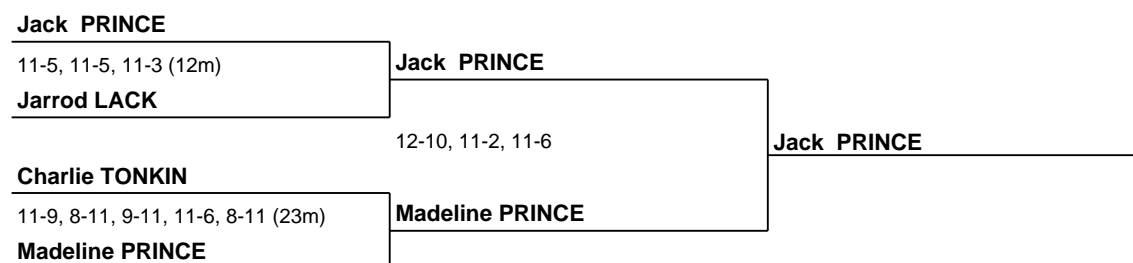 Jack  PRINCE
11-5, 11-5, 11-3 (12m)
Jack  PRINCE
Jarrod LACK
12-10, 11-2, 11-6
Jack  PRINCE
Charlie TONKIN
11-9, 8-11, 9-11, 11-6, 8-11 (23m)
Madeline PRINCE
Madeline PRINCE